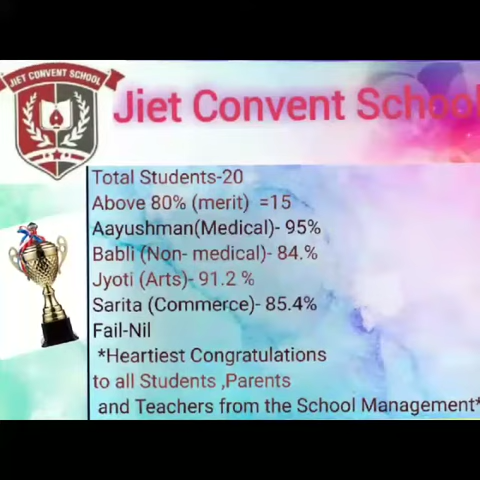 JIET CONVENT SCHOOL
Jiet Convent School
Total Students-20
Above 80% (merit) =15
Aayushman(Medical)- 95%
Babli (Non- medical)- 84.%
Jyoti (Arts)- 91.2 %
Sarita (Commerce)- 85.4%
Fail-Nil
*Heartiest Congratulations
to all Students ,Parents
and Teachers from the School Management*